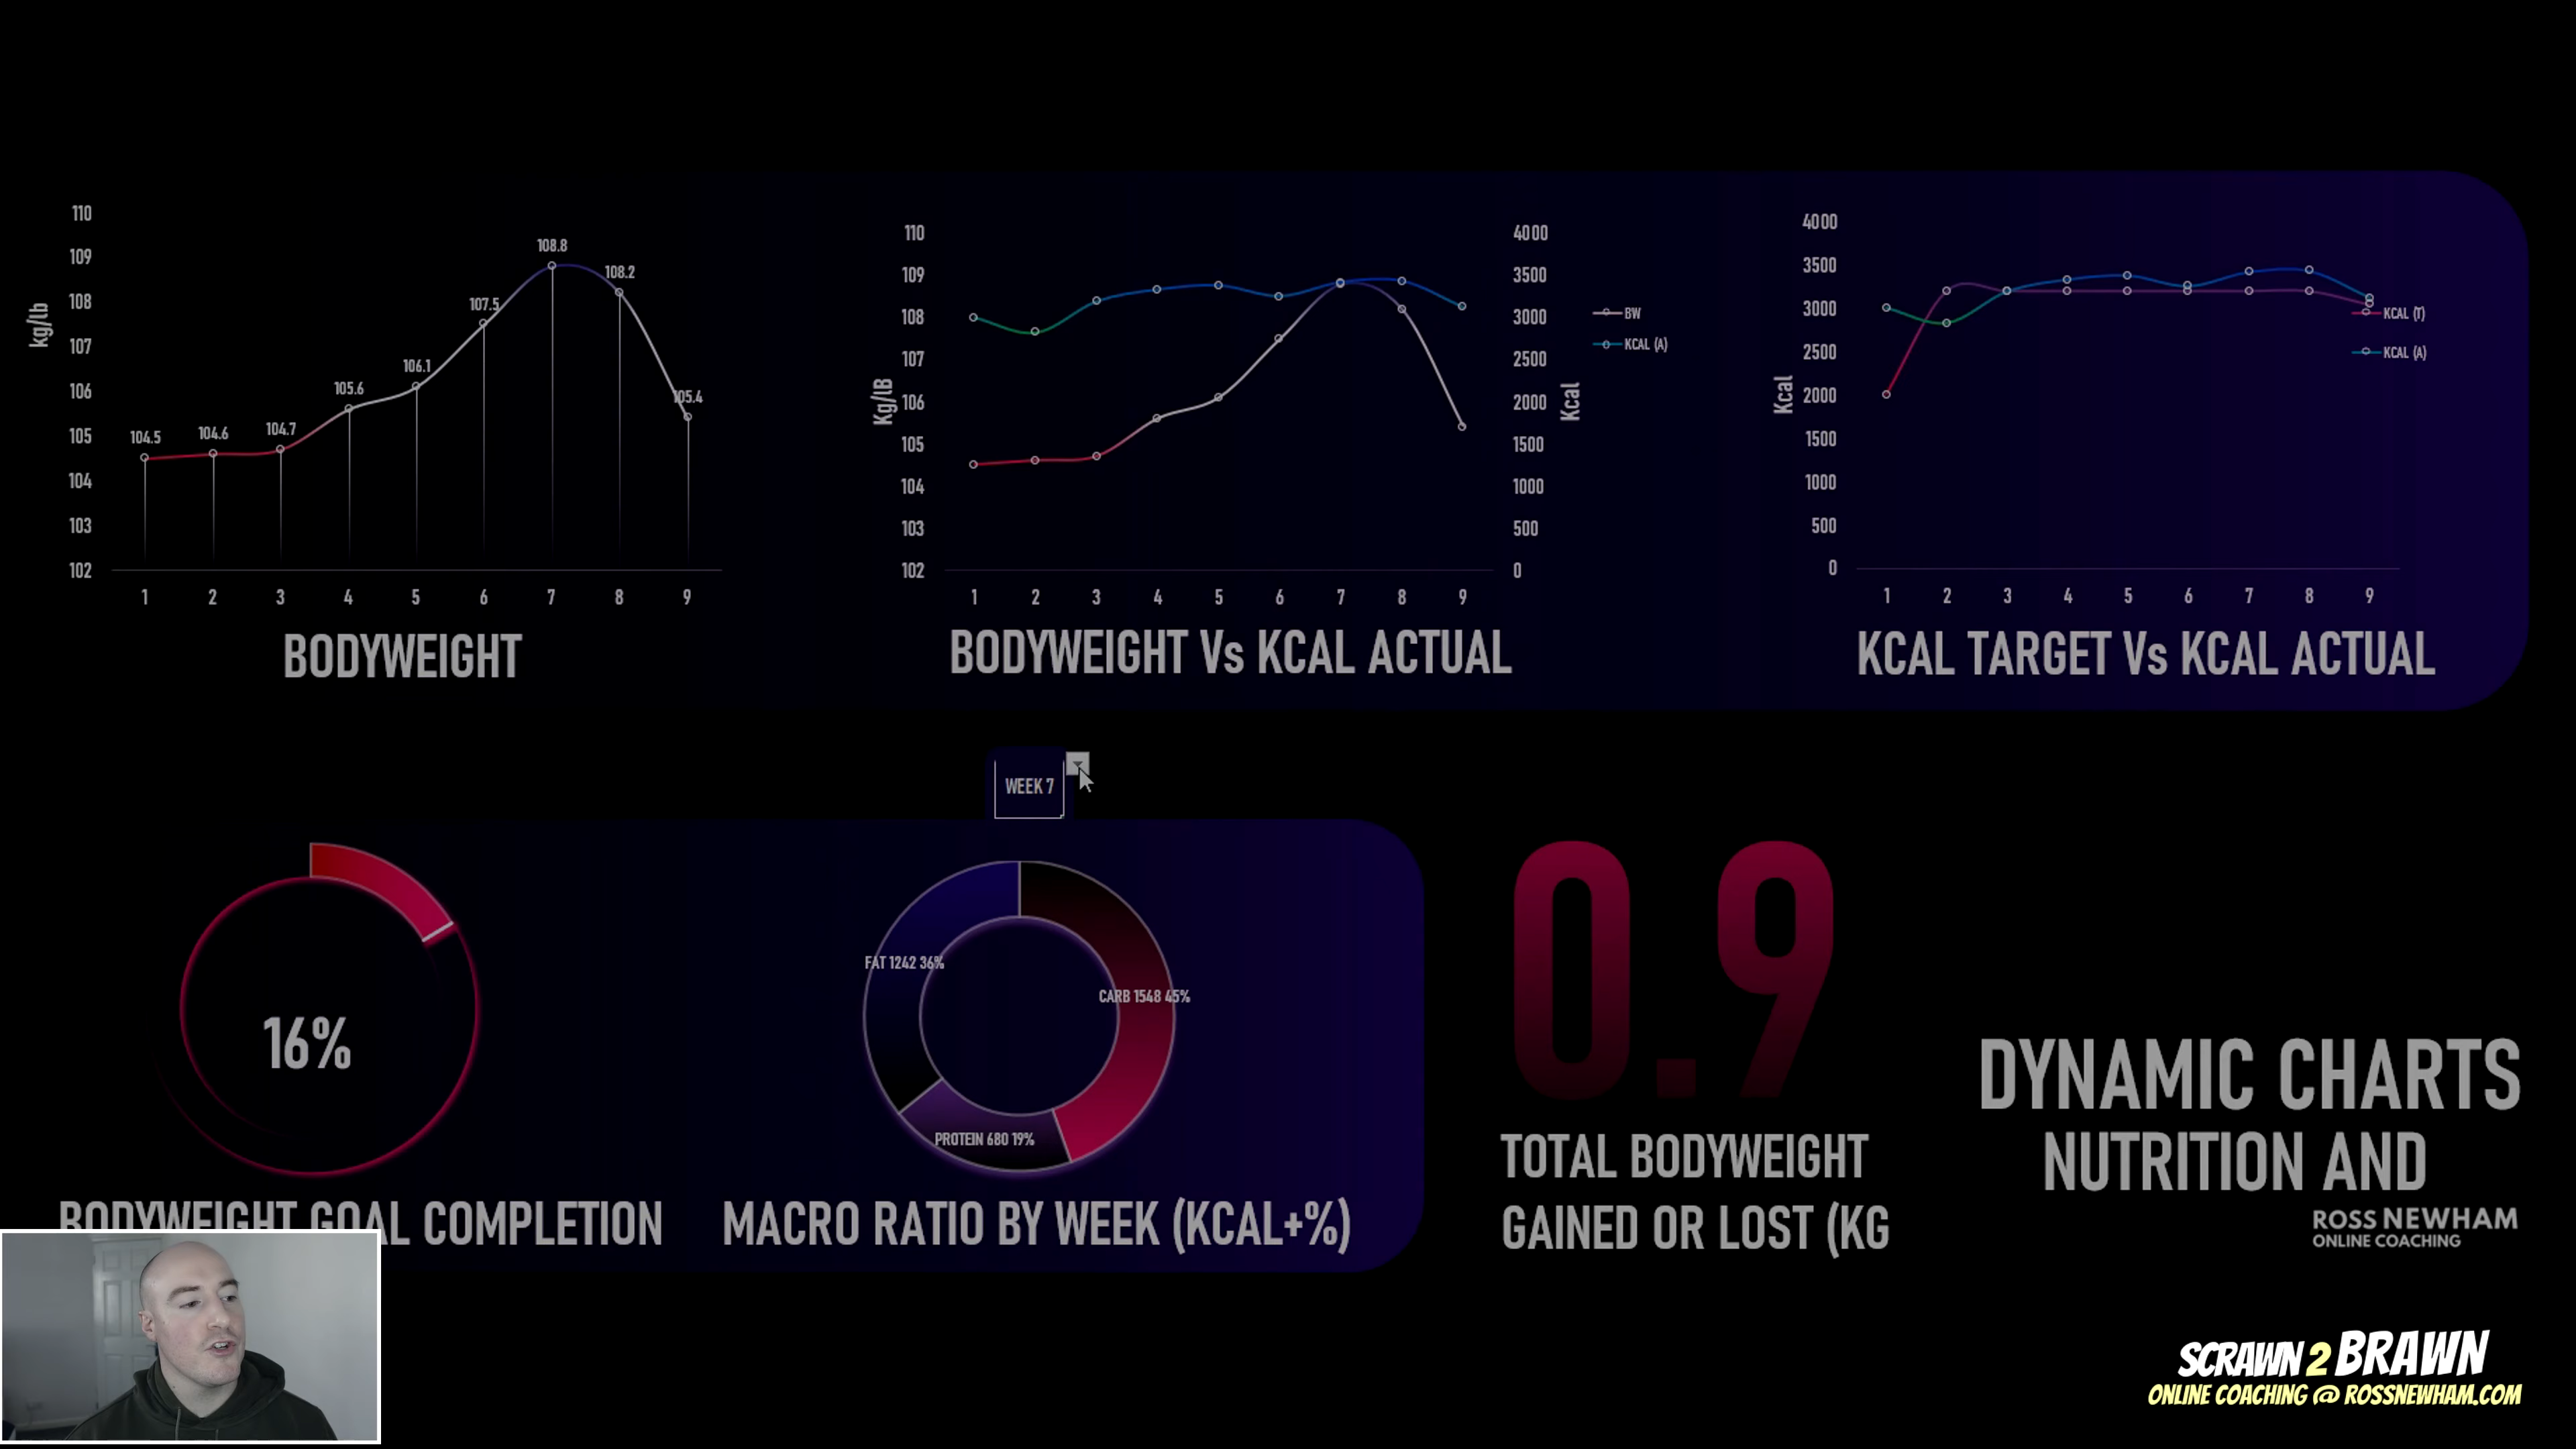 110
109
108
107
106
105
104
103
102
kg/lb
104.5
104.6
104.7
105.6
106.1
107.5
108.8
108.2
105.4
1 2 3 4 5 6 7 8 9
BODYWEIGHT
110
109
108
107
106
105
104
103
102
Kg/lB
4000
3500
3000
2500
2000
1500
1000
500
0
Kcal
BW
KCAL (A)
1 2 3 4 5 6 7 8 9
BODYWEIGHT Vs KCAL ACTUAL
4000
3500
3000
2500
2000
1500
1000
500
0
Kcal
KCAL (T)
KCAL (A)
1 2 3 4 5 6 7 8 9
KCAL TARGET Vs KCAL ACTUAL
WEEK 7
16%
BODYWEIGHT GOAL COMPLETION
FAT 1242 36%
CARB 1548 45%
PROTEIN 680 19%
MACRO RATIO BY WEEK (KCAL+%)
0.9
TOTAL BODYWEIGHT
GAINED OR LOST (KG
DYNAMIC CHARTS
NUTRITION AND
ROSS NEWHAM
ONLINE COACHING
SCRAWN 2 BRAWN
ONLINE COACHING @ ROSSNEWHAM.COM